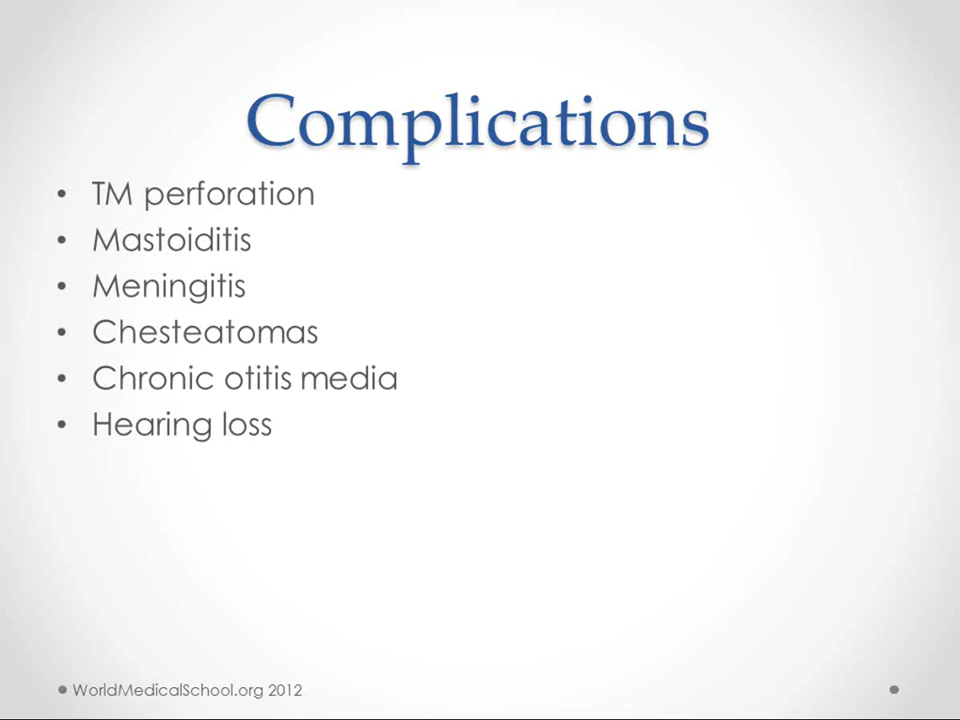 Complications
• TM perforation
• Mastoiditis
• Meningitis
• Chesteatomas
• Chronic otitis media
• Hearing loss
WorldMedicalSchool.org 2012